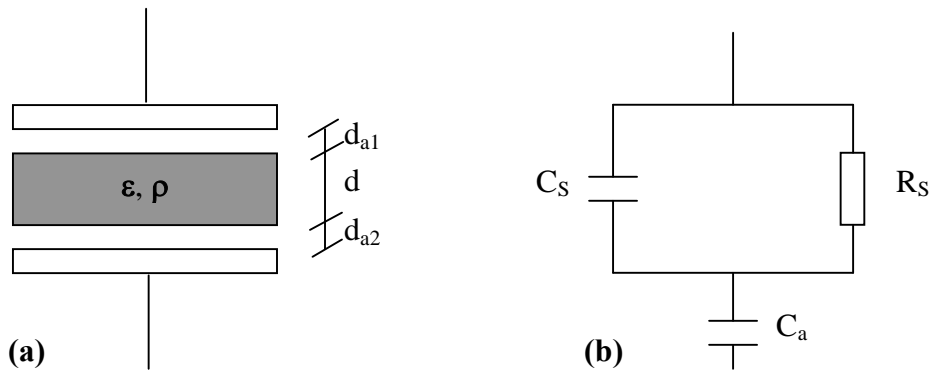 d_a1
ε, ρ
d
d_a2
(a)
C_S
R_S
C_a
(b)